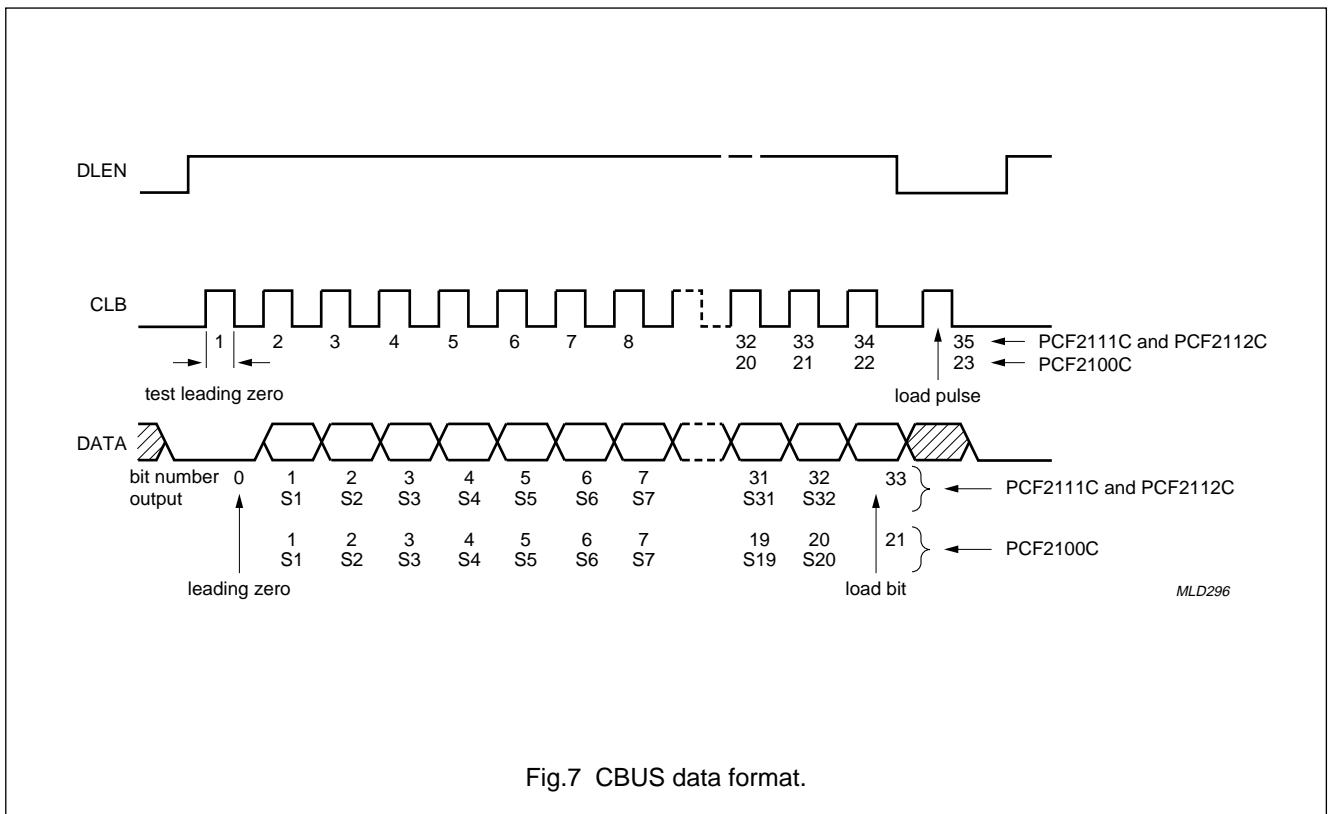 DLEN
CLB
1 2 3 4 5 6 7 8 32 33 34 35 PCF2111C and PCF2112C
20 21 22 23 PCF2100C
test leading zero load pulse
DATA
bit number 0 1 2 3 4 5 6 7 31 32 33
output S1 S2 S3 S4 S5 S6 S7 S31 S32 PCF2111C and PCF2112C
1 2 3 4 5 6 7 19 20 21 PCF2100C
S1 S2 S3 S4 S5 S6 S7 S19 S20
leading zero load bit MLD296
Fig.7 CBUS data format.